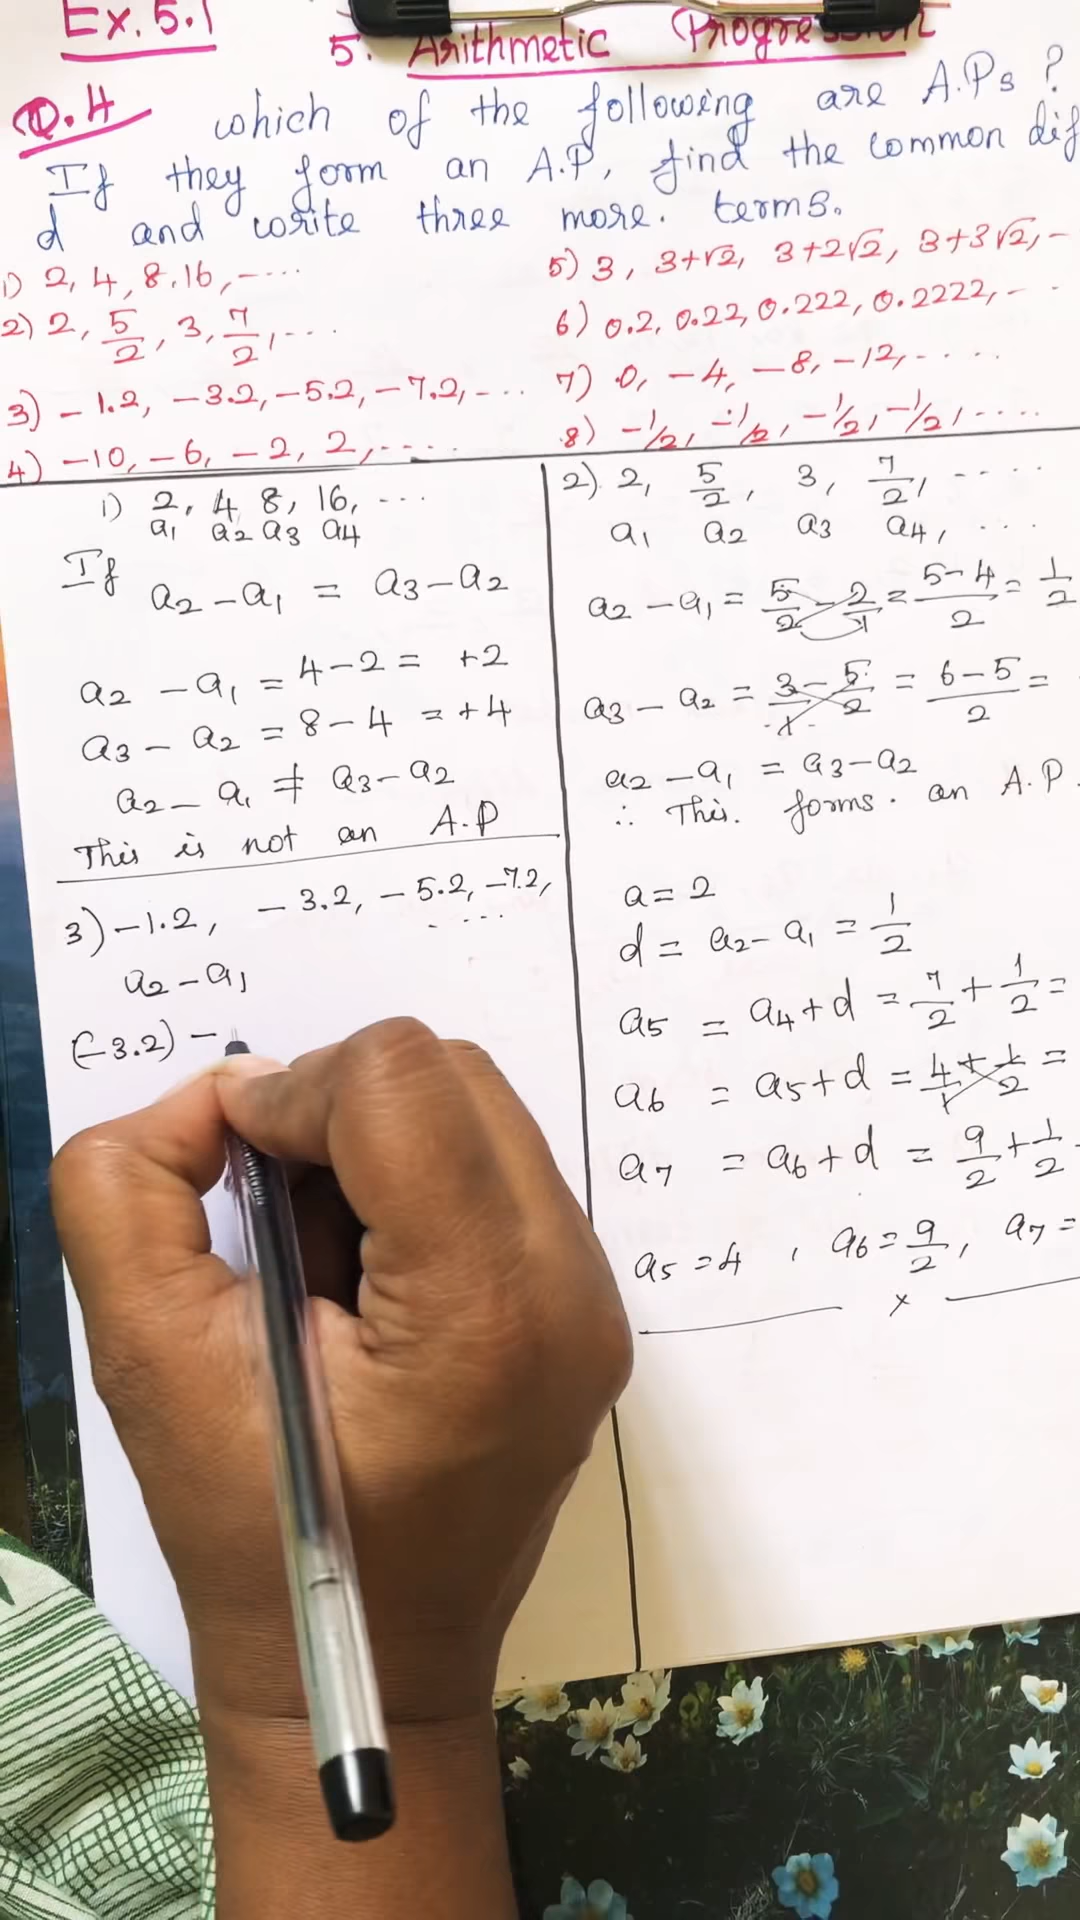 Ex. 5.1
5. Arithmetic Progression
Q.4 which of the following are A.Ps ?
If they form an A.P, find the common dif
d and write three more. terms.
1) 2, 4, 8, 16, ....
2) 2, 5/2, 3, 7/2, ....
3) -1.2, -3.2, -5.2, -7.2, ....
4) -10, -6, -2, 2, ....
5) 3, 3+√2, 3+2√2, 3+3√2, -
6) 0.2, 0.22, 0.222, 0.2222, - ..
7) 0, -4, -8, -12, ....
8) -1/2, -1/2, -1/2, -1/2, ....
1) 2, 4 8, 16, ...
a1 a2 a3 a4
If a2 - a1 = a3 - a2
a2 - a1 = 4 - 2 = +2
a3 - a2 = 8 - 4 = +4
a2 - a1 ≠ a3 - a2
This is not an A.P
3) -1.2, -3.2, -5.2, -7.2, ....
a2 - a1
(-3.2) -
2) 2, 5/2, 3, 7/2, ....
a1 a2 a3 a4, ...
a2 - a1 = 5/2 - 2/1 = 5-4/2 = 1/2
a3 - a2 = 3/1 - 5/2 = 6-5/2 =
a2 - a1 = a3 - a2
∴ This. forms. an A.P.
a = 2
d = a2 - a1 = 1/2
a5 = a4 + d = 7/2 + 1/2 =
a6 = a5 + d = 4/1 + 1/2 =
a7 = a6 + d = 9/2 + 1/2
a5 = 4 , a6 = 9/2, a7 =
x